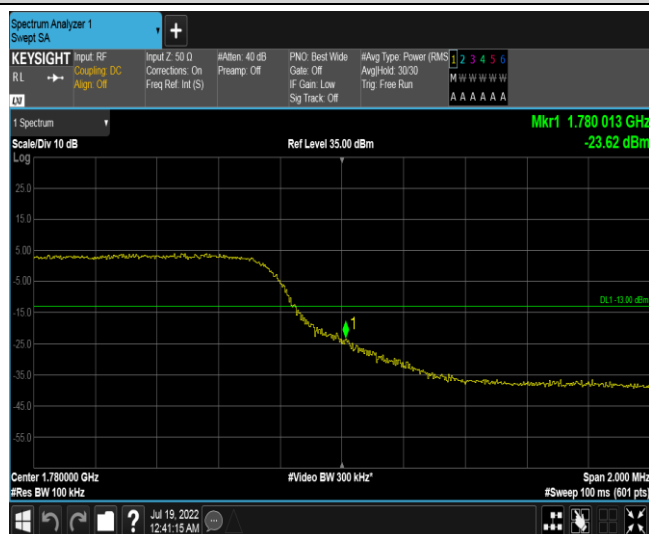 Spectrum Analyzer 1
Swept SA
+
KEYSIGHT Input: RF Input Z: 50 Ω #Atten: 40 dB PNO: Best Wide #Avg Type: Power (RMS 1 2 3 4 5 6
RL Coupling: DC Corrections: On Preamp: Off Gate: Off Avg|Hold: 30/30 M W W W W W
Align: Off Freq Ref: Int (S) IF Gain: Low Trig: Free Run
LXI Sig Track: Off A A A A A A
1 Spectrum Mkr1 1.780 013 GHz
Scale/Div 10 dB Ref Level 35.00 dBm -23.62 dBm
Log
25.0
15.0
5.00
-5.00
DL1 -13.00 dBm
-15.0
1
-25.0
-35.0
-45.0
-55.0
Center 1.780000 GHz #Video BW 300 kHz* Span 2.000 MHz
#Res BW 100 kHz #Sweep 100 ms (601 pts)
? Jul 19, 2022
12:41:15 AM